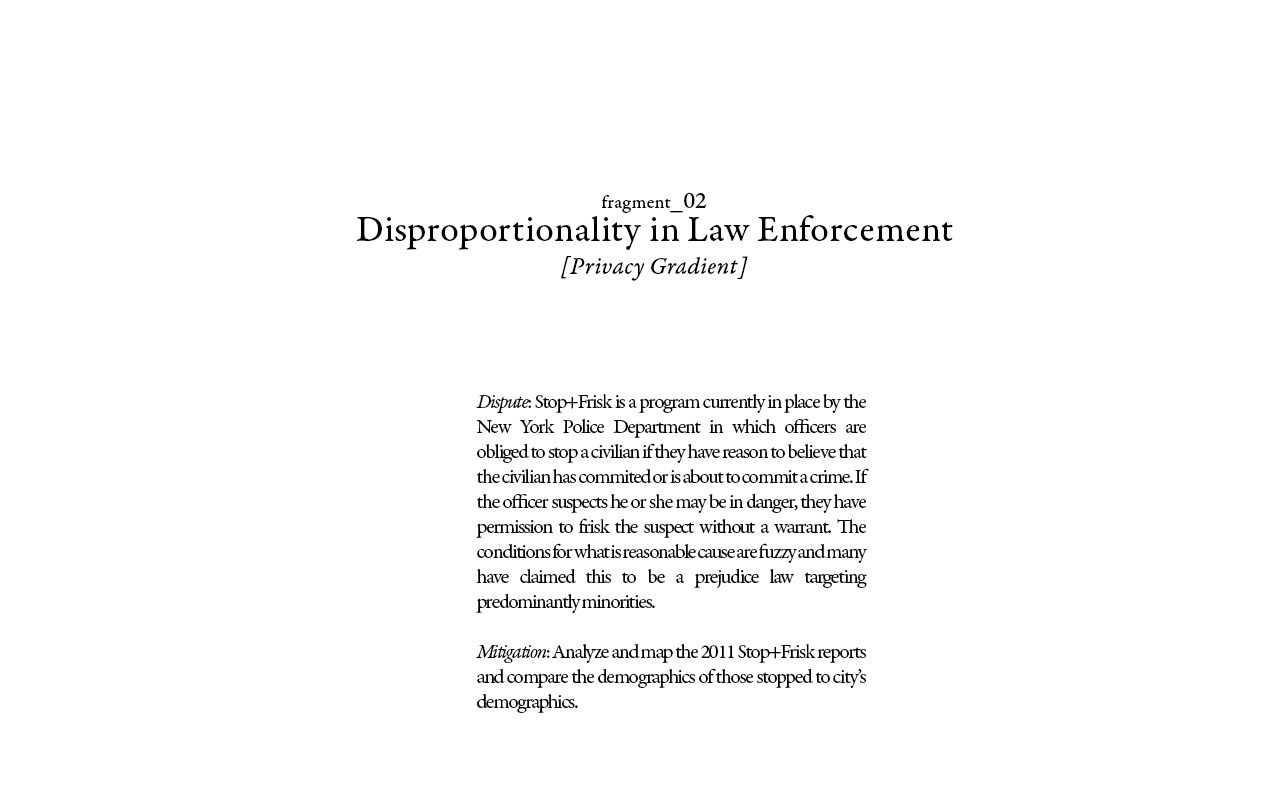 fragment_02
Disproportionality in Law Enforcement
[Privacy Gradient]
Dispute: Stop+Frisk is a program currently in place by the
New York Police Department in which officers are
obliged to stop a civilian if they have reason to believe that
the civilian has commited or is about to commit a crime. If
the officer suspects he or she may be in danger, they have
permission to frisk the suspect without a warrant. The
conditions for what is reasonable cause are fuzzy and many
have claimed this to be a prejudice law targeting
predominantly minorities.
Mitigation: Analyze and map the 2011 Stop+Frisk reports
and compare the demographics of those stopped to city’s
demographics.